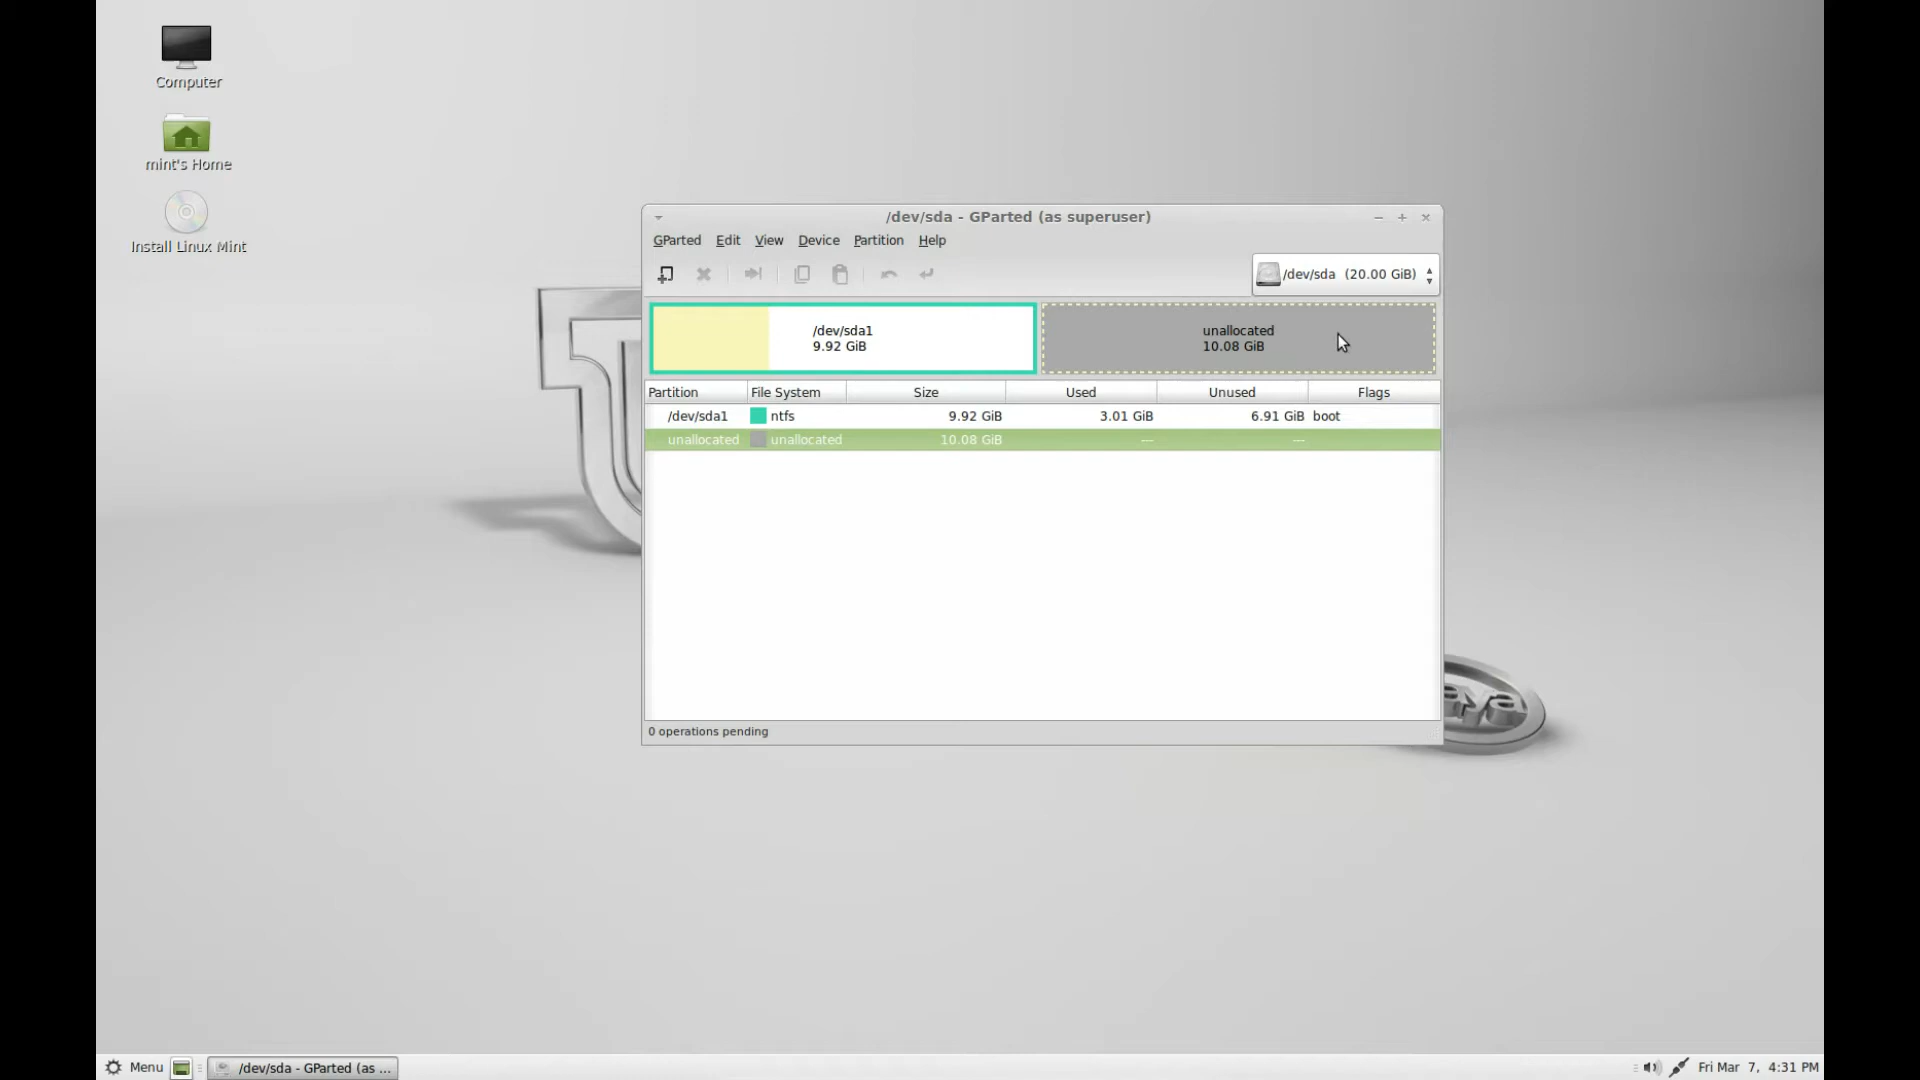 Computer
mint's Home
Install Linux Mint
/dev/sda - GParted (as superuser)
GParted Edit View Device Partition Help
/dev/sda (20.00 GiB)
/dev/sda1
9.92 GiB
unallocated
10.08 GiB
Partition File System Size Used Unused Flags
/dev/sda1 ntfs 9.92 GiB 3.01 GiB 6.91 GiB boot
unallocated unallocated 10.08 GiB --- ---
0 operations pending
Menu /dev/sda - GParted (as ... Fri Mar 7, 4:31 PM